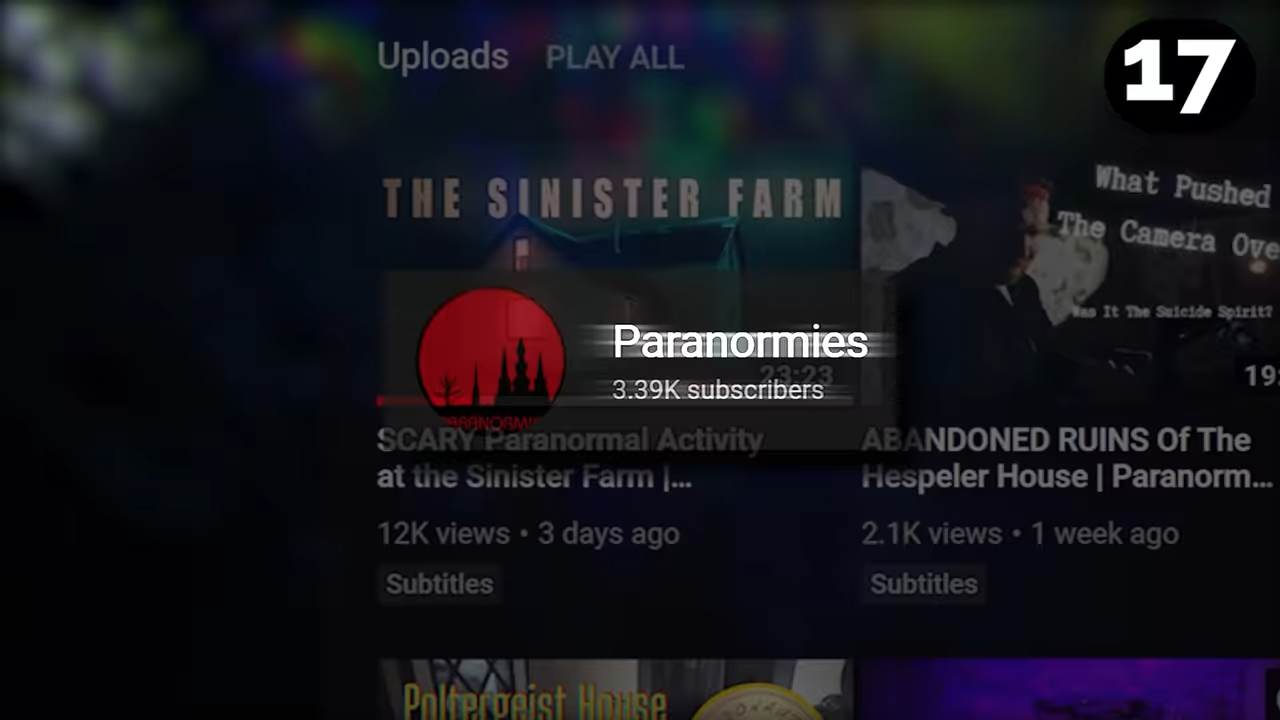 Uploads PLAY ALL
17
THE SINISTER FARM
What Pushed
The Camera Ove
Was It The Suicide Spirit?
Paranormies
23:23
3.39K subscribers
19:
SCARY Paranormal Activity
at the Sinister Farm |...
12K views • 3 days ago
Subtitles
ABANDONED RUINS Of The
Hespeler House | Paranorm...
2.1K views • 1 week ago
Subtitles
Poltergeist House